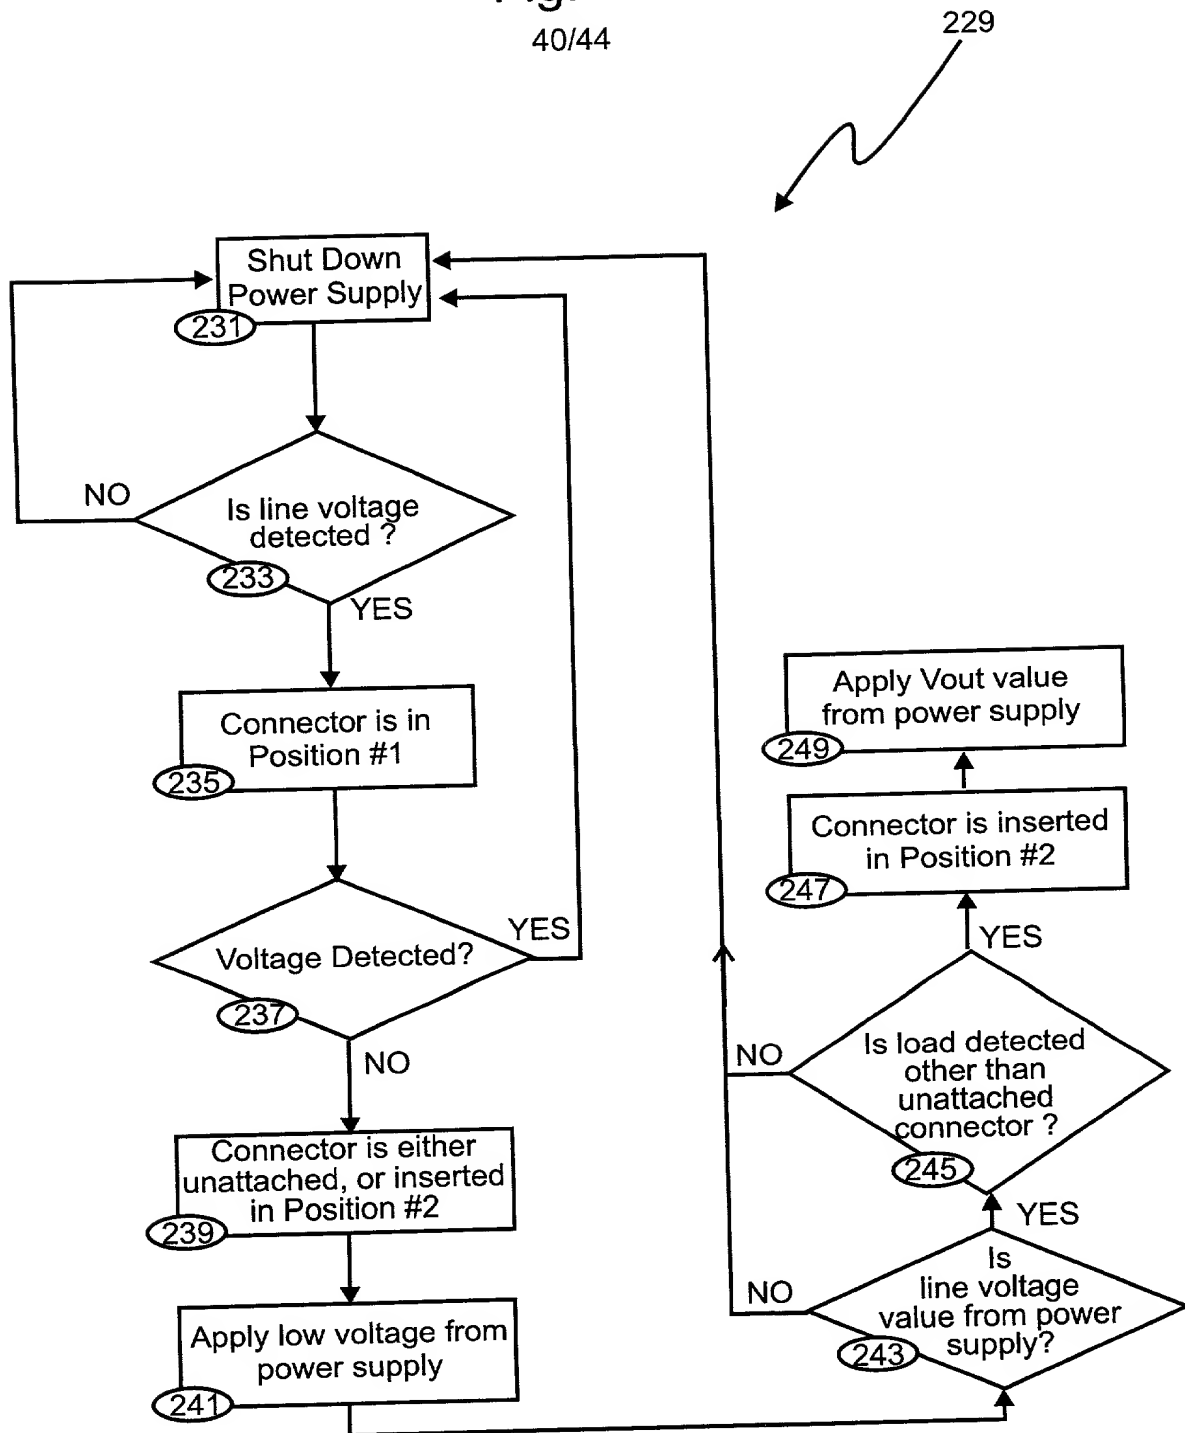 40/44
229
Shut Down
Power Supply
231
NO
Is line voltage
detected ?
233
YES
Connector is in
Position #1
235
Voltage Detected?
YES
237
NO
Connector is either
unattached, or inserted
in Position #2
239
Apply low voltage from
power supply
241
Apply Vout value
from power supply
249
Connector is inserted
in Position #2
247
YES
NO
Is load detected
other than
unattached
connector ?
245
YES
NO
Is
line voltage
value from power
supply?
243